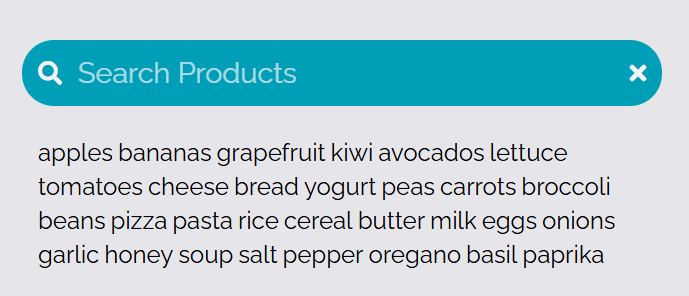 Search Products
apples bananas grapefruit kiwi avocados lettuce
tomatoes cheese bread yogurt peas carrots broccoli
beans pizza pasta rice cereal butter milk eggs onions
garlic honey soup salt pepper oregano basil paprika